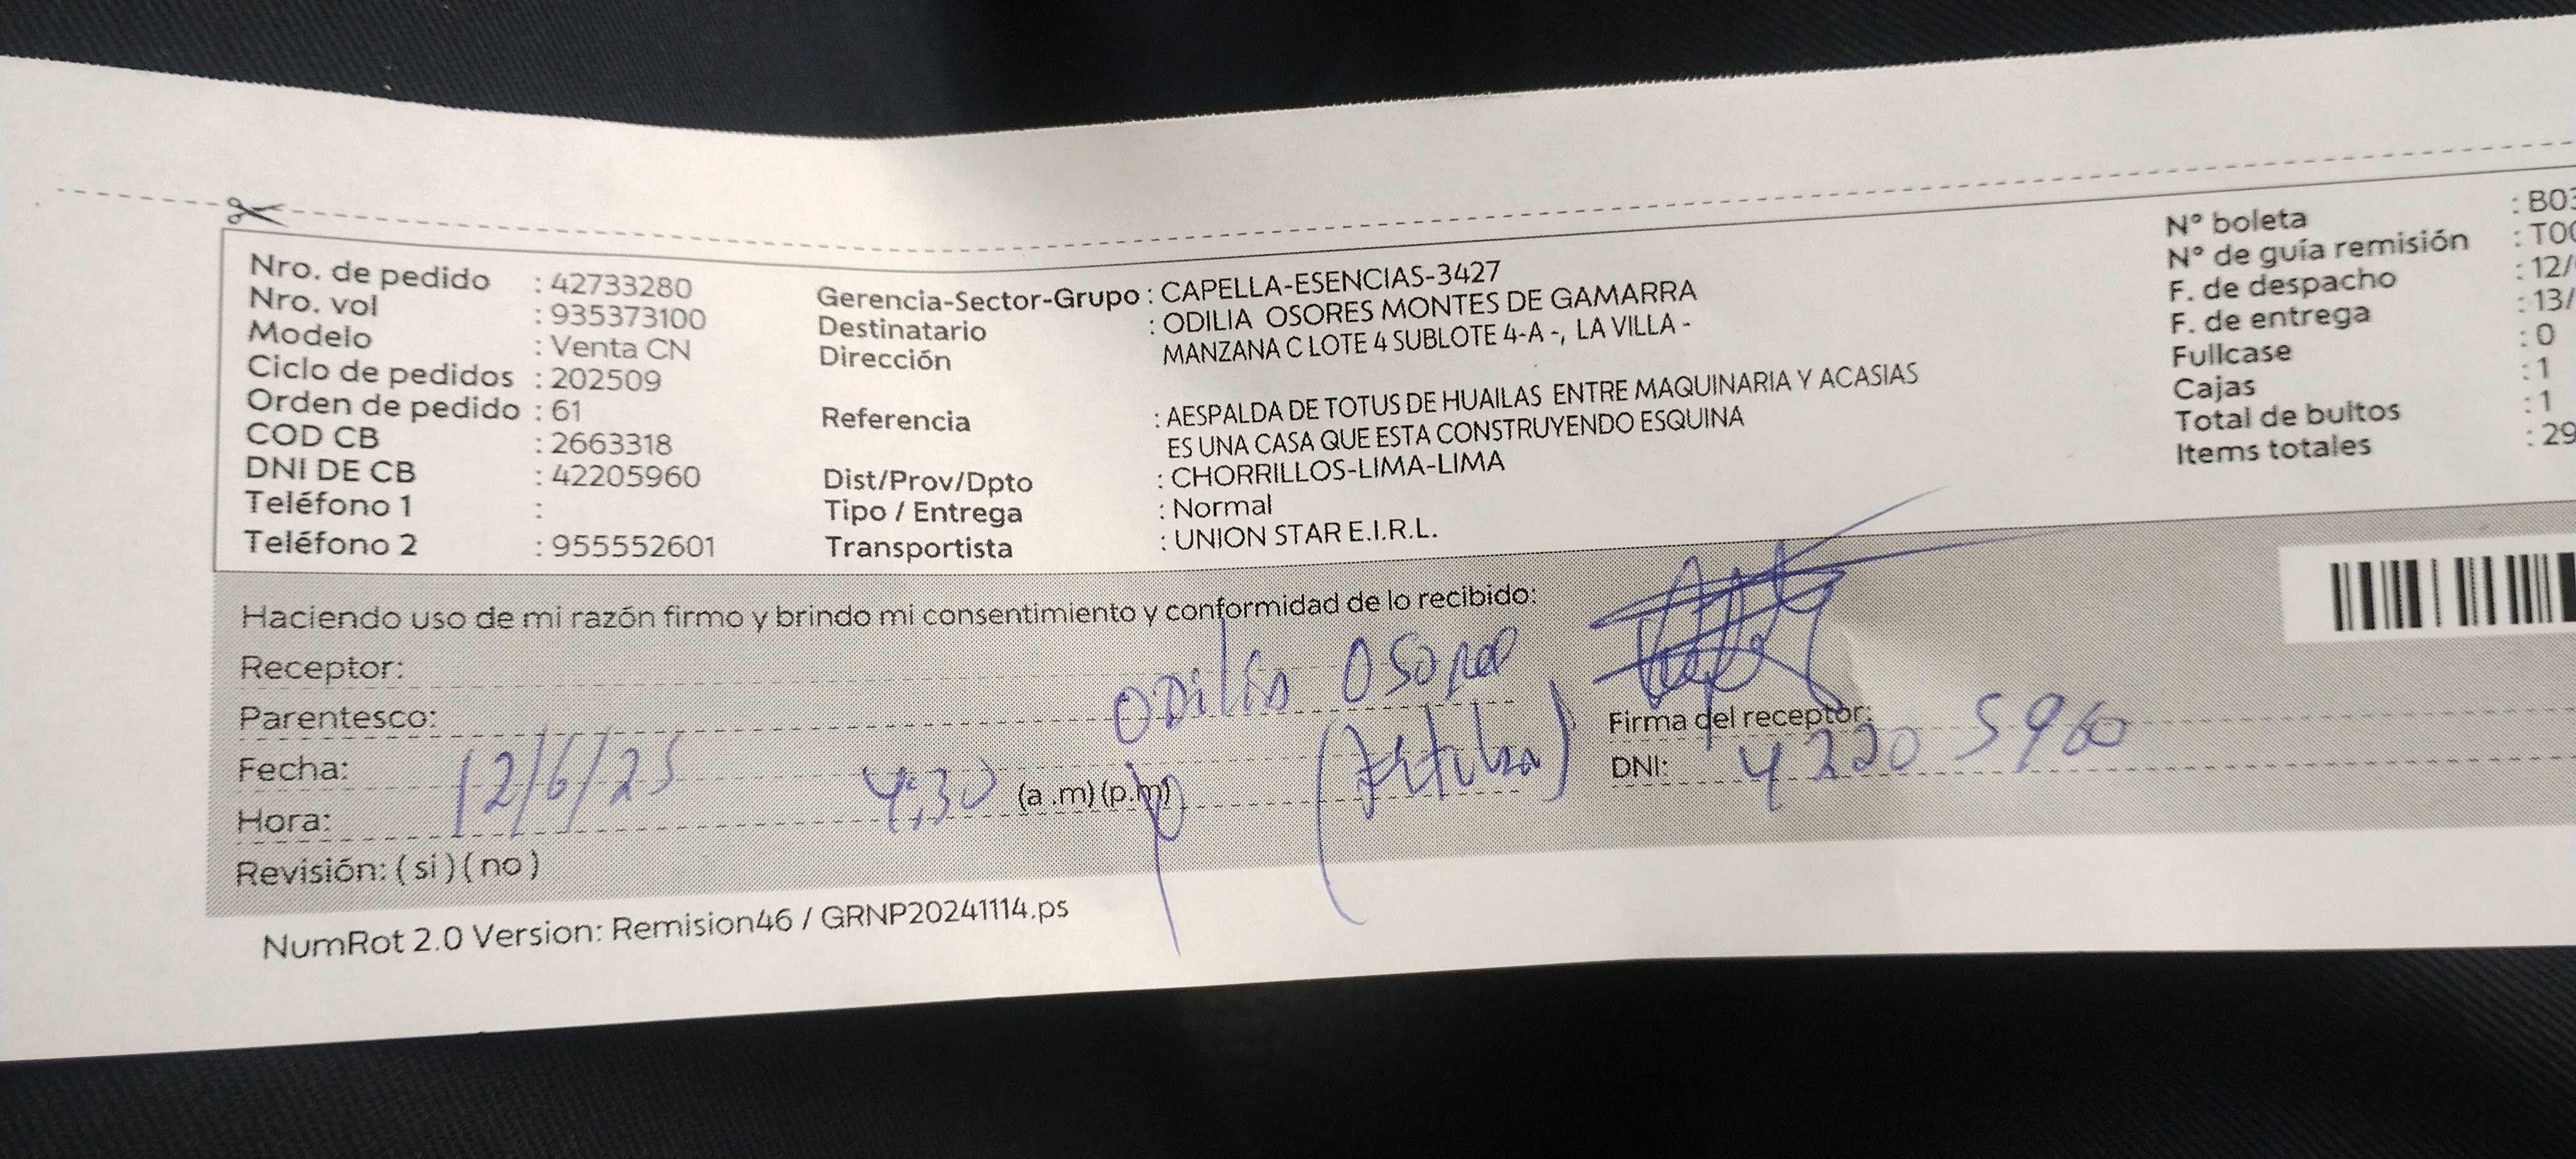 Nro. de pedido : 42733280
Nro. vol : 935373100
Modelo : Venta CN
Ciclo de pedidos : 202509
Orden de pedido : 61
COD CB : 2663318
DNI DE CB : 42205960
Teléfono 1 :
Teléfono 2 : 955552601
Gerencia-Sector-Grupo : CAPELLA-ESENCIAS-3427
Destinatario : ODILIA OSORES MONTES DE GAMARRA
Dirección MANZANA C LOTE 4 SUBLOTE 4-A -, LA VILLA -
Referencia : AESPALDA DE TOTUS DE HUAILAS ENTRE MAQUINARIA Y ACASIAS
ES UNA CASA QUE ESTA CONSTRUYENDO ESQUINA
Dist/Prov/Dpto : CHORRILLOS-LIMA-LIMA
Tipo / Entrega : Normal
Transportista : UNION STAR E.I.R.L.
N° boleta : B03
N° de guía remisión : T00
F. de despacho : 12/
F. de entrega : 13/
Fullcase : 0
Cajas : 1
Total de bultos : 1
Items totales : 29
Haciendo uso de mi razón firmo y brindo mi consentimiento y conformidad de lo recibido:
Receptor: Odilia Osores
Parentesco:
Firma del receptor:
Fecha: 12/6/25
DNI: 42205960
Hora: 4:30 (a .m) (p.m)
Revisión: ( si ) ( no )
NumRot 2.0 Version: Remision46 / GRNP20241114.ps